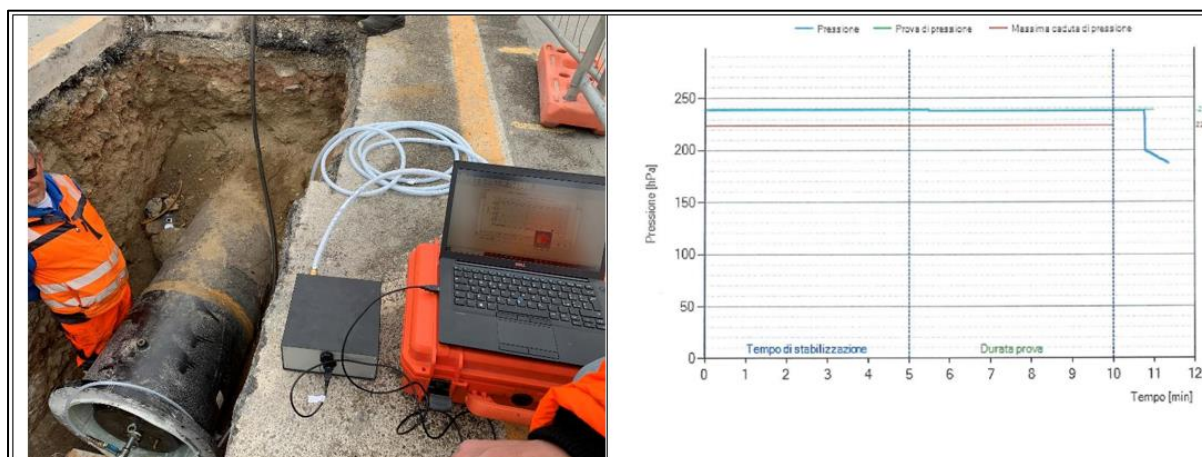 Pressione Prova di pressione Massima caduta di pressione
250
200
150
100
50
0
Pressione [hPa]
Tempo di stabilizzazione Durata prova
0 1 2 3 4 5 6 7 8 9 10 11 12
Tempo [min]
DELL